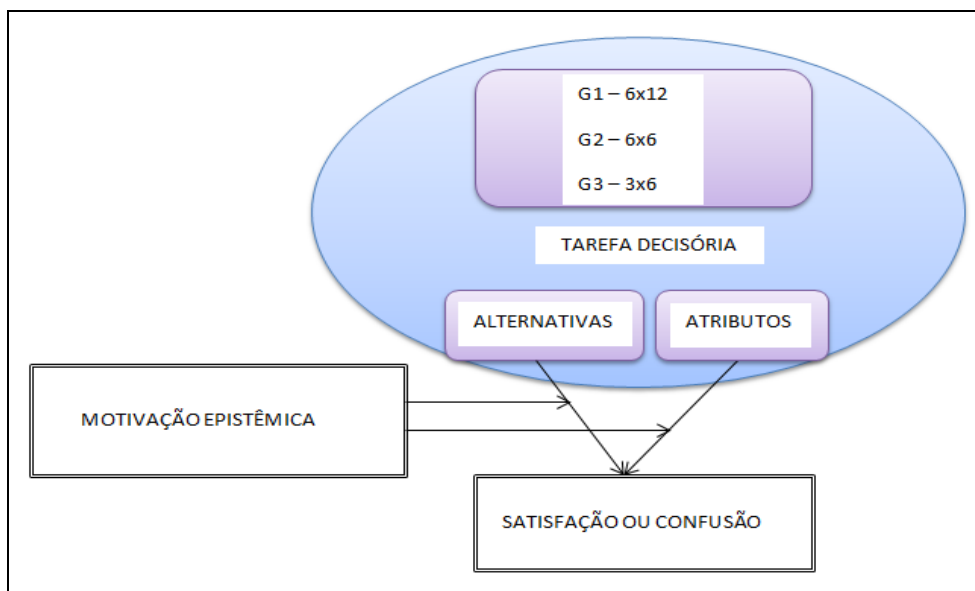 G1 – 6x12
G2 – 6x6
G3 – 3x6
TAREFA DECISÓRIA
ALTERNATIVAS
ATRIBUTOS
MOTIVAÇÃO EPISTÊMICA
SATISFAÇÃO OU CONFUSÃO